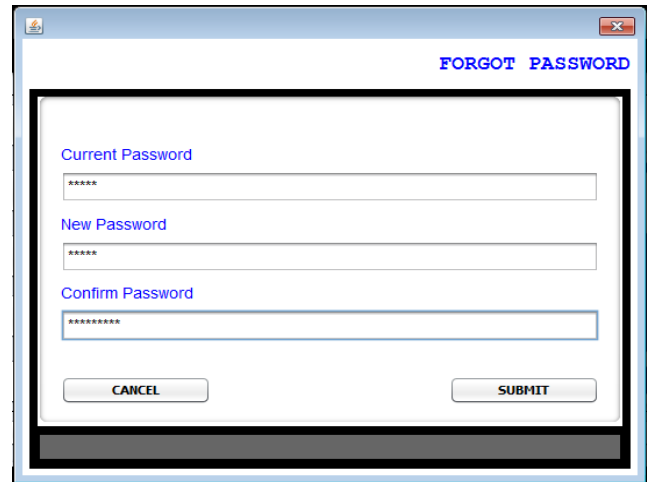 FORGOT PASSWORD
Current Password
*****
New Password
*****
Confirm Password
*********
CANCEL SUBMIT